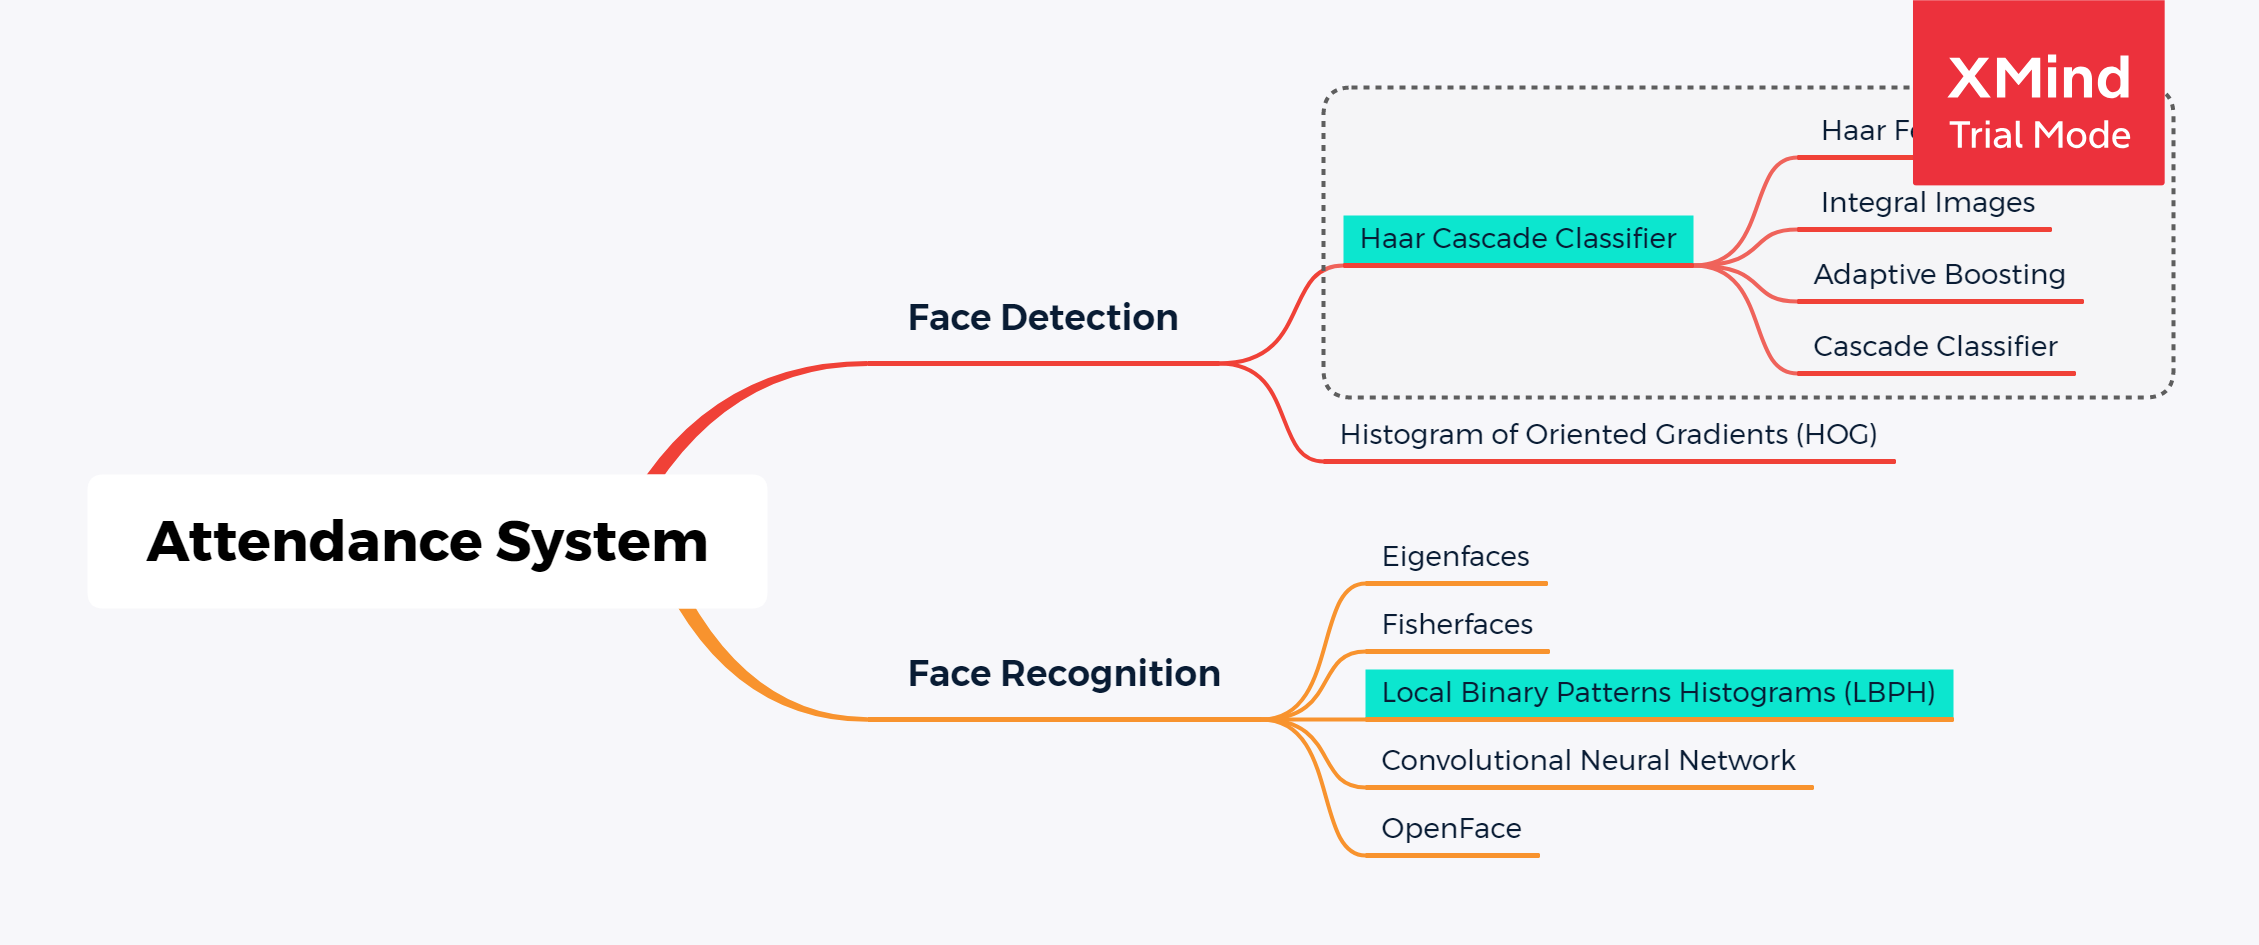 XMind
Trial Mode
Haar
Integral Images
Haar Cascade Classifier
Adaptive Boosting
Face Detection
Cascade Classifier
Histogram of Oriented Gradients (HOG)
Attendance System
Eigenfaces
Fisherfaces
Face Recognition
Local Binary Patterns Histograms (LBPH)
Convolutional Neural Network
OpenFace